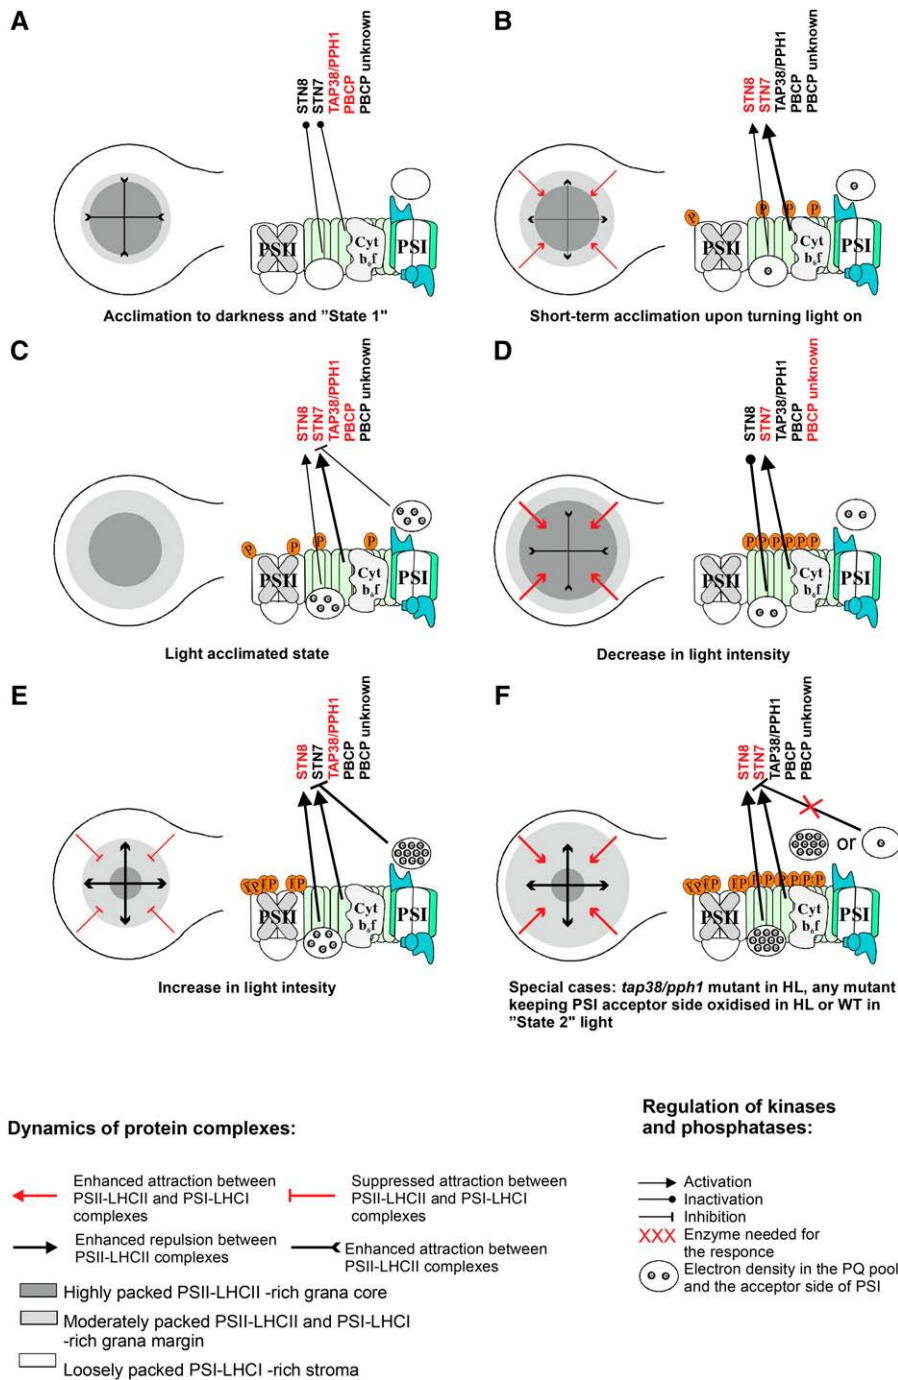 A
STN8
STN7
TAP38/PPH1
PBCP
PBCP unknown
PSII
Cyt
b₆f
PSI
Acclimation to darkness and "State 1"
B
STN8
STN7
TAP38/PPH1
PBCP
PBCP unknown
P
P
P
P
PSII
Cyt
b₆f
PSI
Short-term acclimation upon turning light on
C
STN8
STN7
TAP38/PPH1
PBCP
PBCP unknown
P
P
P
P
PSII
Cyt
b₆f
PSI
Light acclimated state
D
STN8
STN7
TAP38/PPH1
PBCP
PBCP unknown
P P P P P P
PSII
Cyt
b₆f
PSI
Decrease in light intensity
E
STN8
STN7
TAP38/PPH1
PBCP
PBCP unknown
P P P P P P
PSII
Cyt
b₆f
PSI
Increase in light intesity
F
STN8
STN7
TAP38/PPH1
PBCP
PBCP unknown
or
PSII
Cyt
b₆f
PSI
Special cases: tap38/pph1 mutant in HL, any mutant
keeping PSI acceptor side oxidised in HL or WT in
"State 2" light
Dynamics of protein complexes:
Enhanced attraction between
PSII-LHCII and PSI-LHCI
complexes
Suppressed attraction between
PSII-LHCII and PSI-LHCI
complexes
Enhanced repulsion between
PSII-LHCII complexes
Enhanced attraction between
PSII-LHCII complexes
Highly packed PSII-LHCII -rich grana core
Moderately packed PSII-LHCII and PSI-LHCI
-rich grana margin
Loosely packed PSI-LHCI -rich stroma
Regulation of kinases
and phosphatases:
Activation
Inactivation
Inhibition
XXX Enzyme needed for
the responce
Electron density in the PQ pool
and the acceptor side of PSI